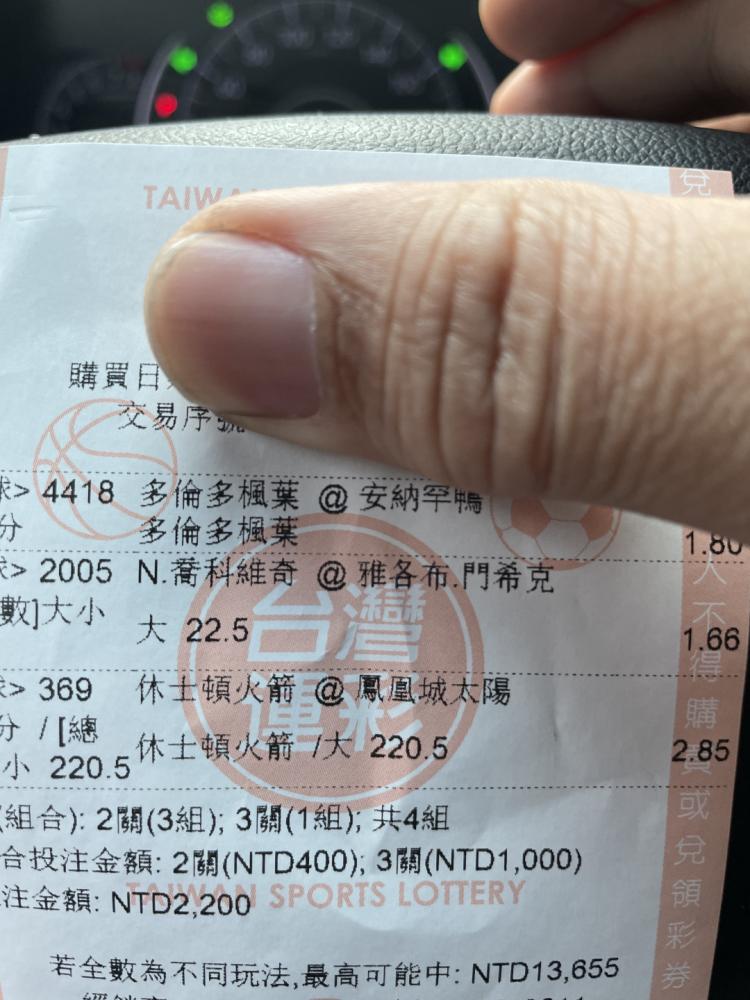 TAIWAN
兌
購買日
交易序號
球> 4418 多倫多楓葉 @ 安納罕鴨
分 多倫多楓葉 1.80
球> 2005 N.喬科維奇 @ 雅各布.門希克
數]大小 大 22.5 1.66
球> 369 休士頓火箭 @ 鳳凰城太陽
分 / [總
小 220.5 休士頓火箭 /大 220.5 2.85
台灣運彩
人不得購買或兌領彩券
(組合): 2關(3組); 3關(1組); 共4組
合投注金額: 2關(NTD400); 3關(NTD1,000)
注金額: NTD2,200
TAIWAN SPORTS LOTTERY
若全數為不同玩法,最高可能中: NTD13,655